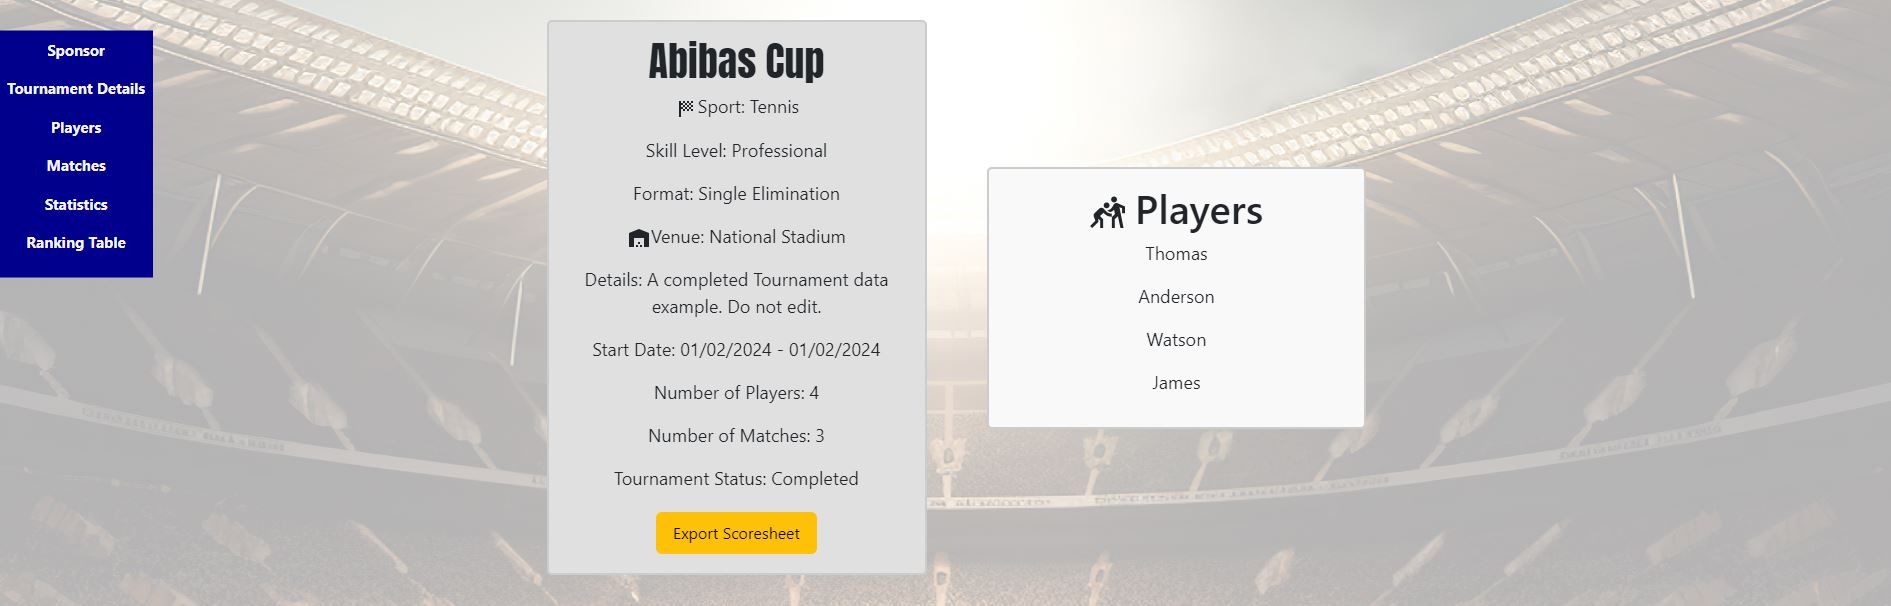 Sponsor
Tournament Details
Players
Matches
Statistics
Ranking Table
Abibas Cup
Sport: Tennis
Skill Level: Professional
Format: Single Elimination
Venue: National Stadium
Details: A completed Tournament data
example. Do not edit.
Start Date: 01/02/2024 - 01/02/2024
Number of Players: 4
Number of Matches: 3
Tournament Status: Completed
Export Scoresheet
Players
Thomas
Anderson
Watson
James